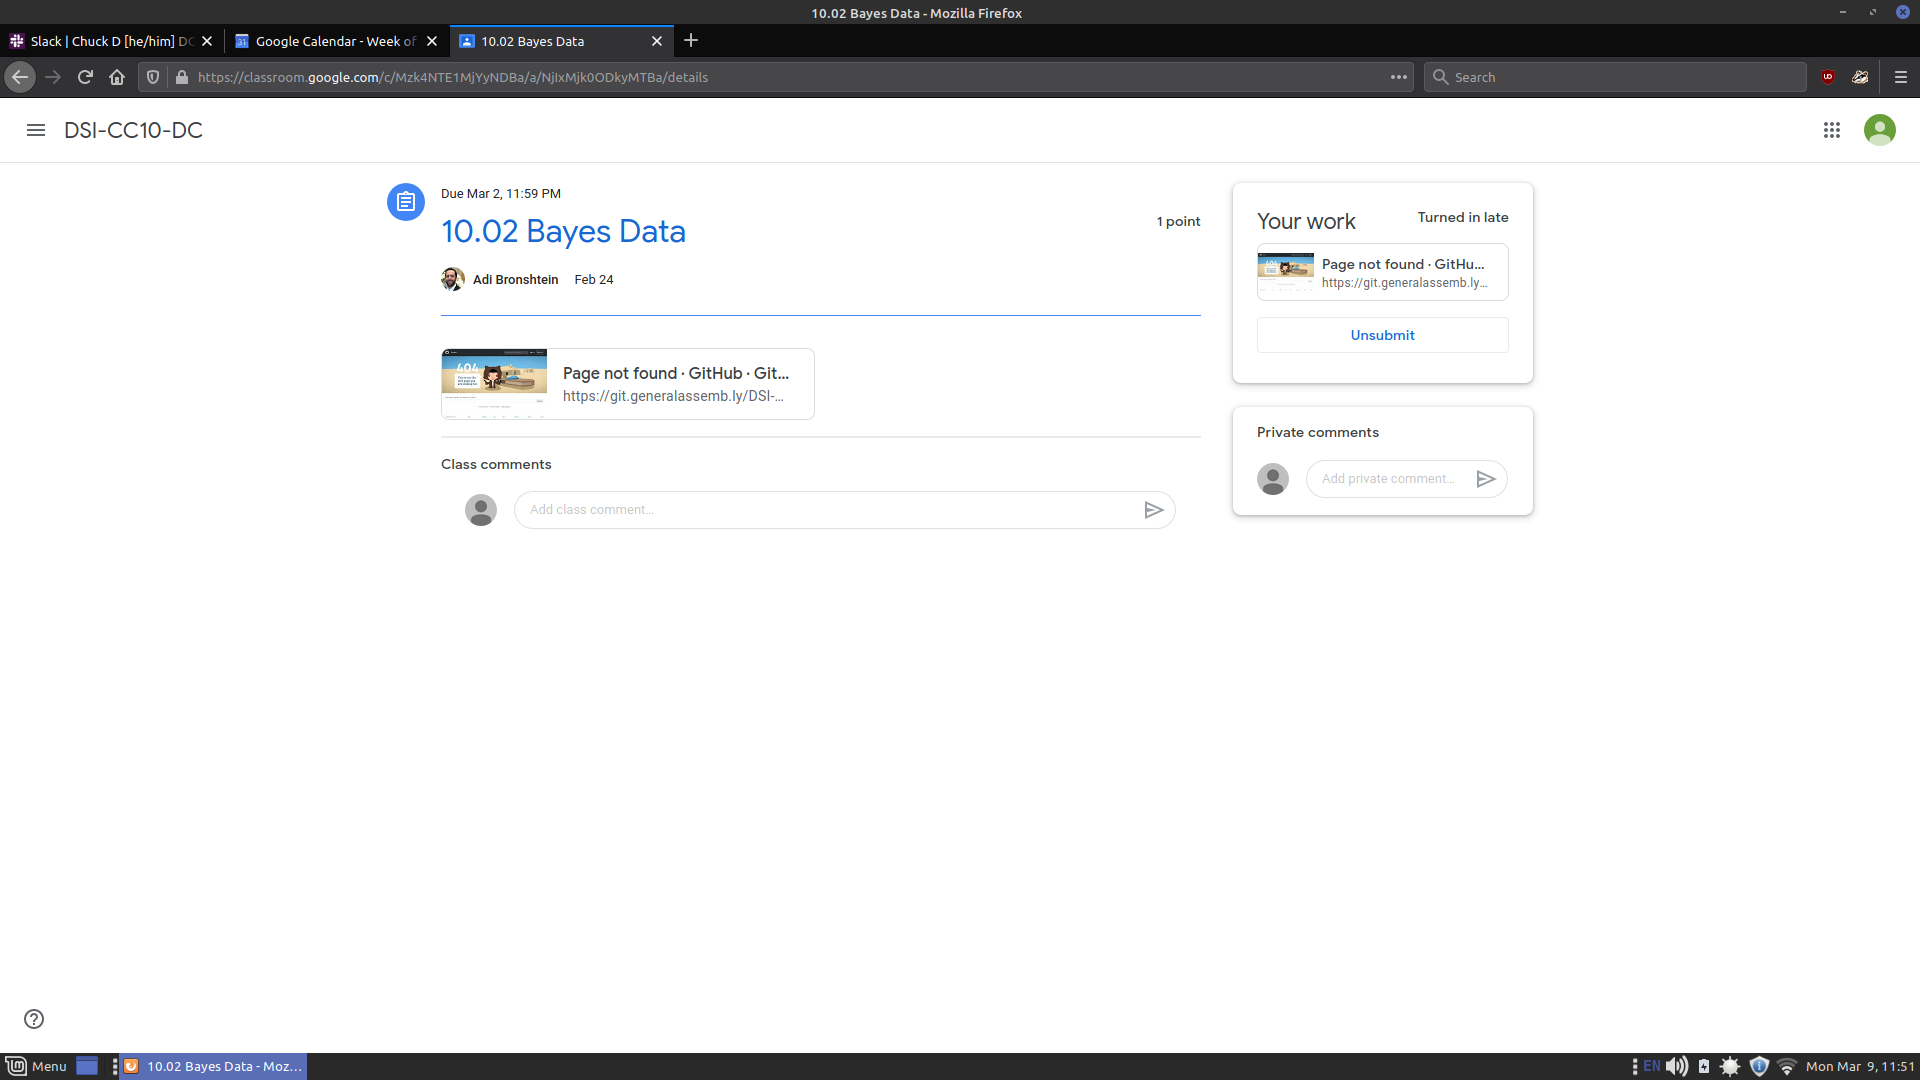 10.02 Bayes Data - Mozilla Firefox
Slack | Chuck D [he/him] DC
Google Calendar - Week of
10.02 Bayes Data
https://classroom.google.com/c/Mzk4NTE1MjYyNDBa/a/NjIxMjk0ODkyMTBa/details
Search
DSI-CC10-DC
Due Mar 2, 11:59 PM
10.02 Bayes Data
1 point
Adi Bronshtein Feb 24
Page not found · GitHub · Git...
https://git.generalassemb.ly/DSI-...
404
Class comments
Add class comment...
Your work
Turned in late
Page not found · GitHu...
https://git.generalassemb.ly...
Unsubmit
Private comments
Add private comment...
Menu
10.02 Bayes Data - Moz...
EN
Mon Mar 9, 11:51